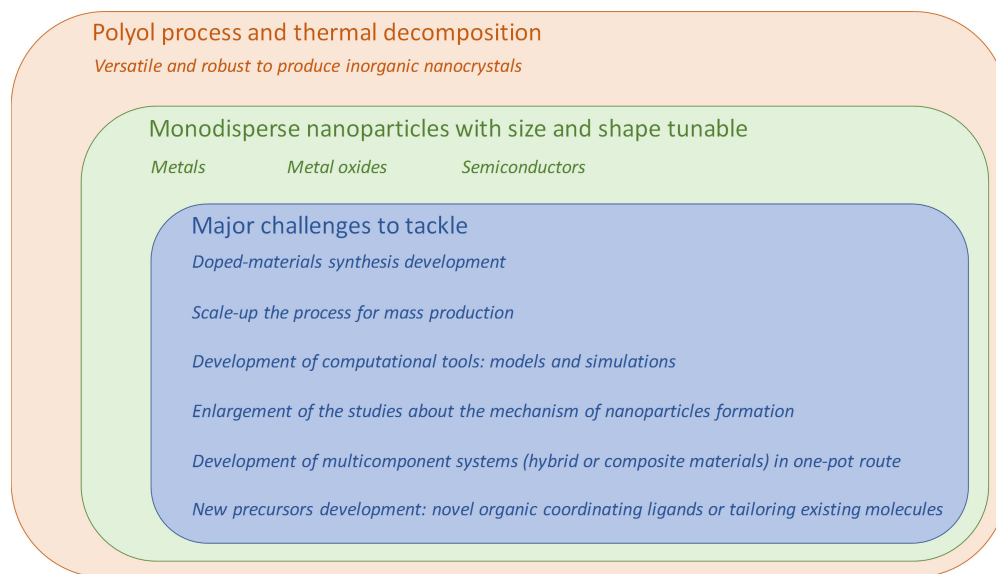 Polyol process and thermal decomposition
Versatile and robust to produce inorganic nanocrystals
Monodisperse nanoparticles with size and shape tunable
Metals Metal oxides Semiconductors
Major challenges to tackle
Doped-materials synthesis development
Scale-up the process for mass production
Development of computational tools: models and simulations
Enlargement of the studies about the mechanism of nanoparticles formation
Development of multicomponent systems (hybrid or composite materials) in one-pot route
New precursors development: novel organic coordinating ligands or tailoring existing molecules